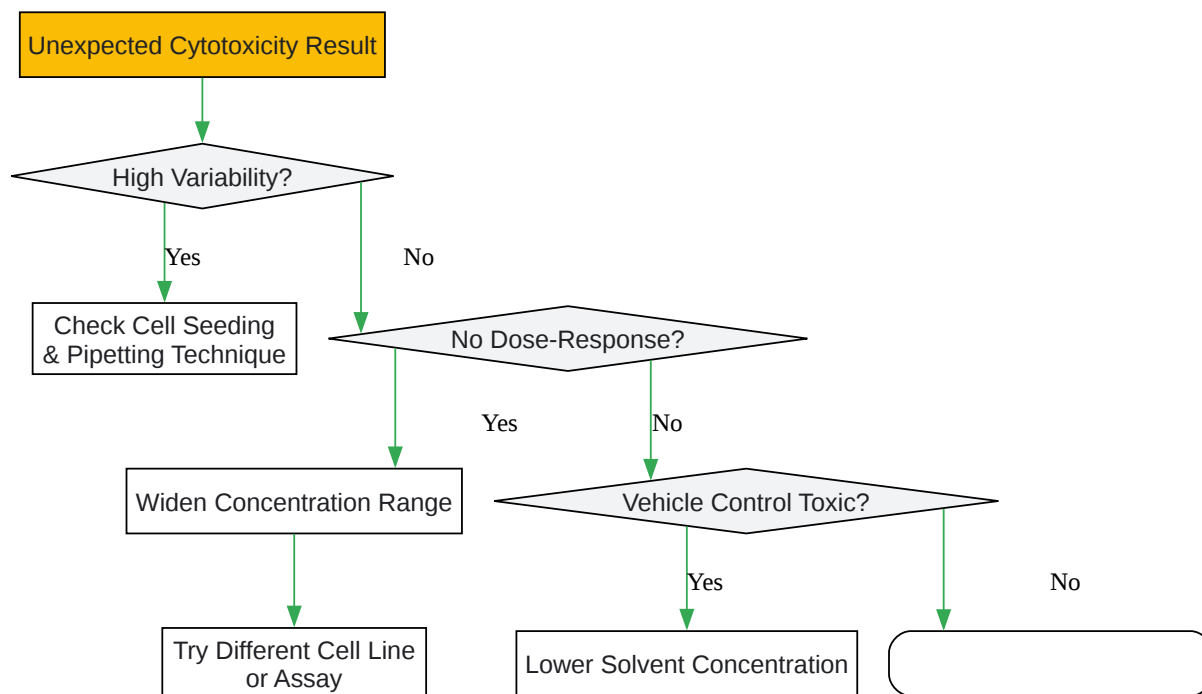 Unexpected Cytotoxicity Result
High Variability?
Yes
No
Check Cell Seeding
& Pipetting Technique
No Dose-Response?
Yes
No
Widen Concentration Range
Vehicle Control Toxic?
Yes
No
Try Different Cell Line
or Assay
Lower Solvent Concentration